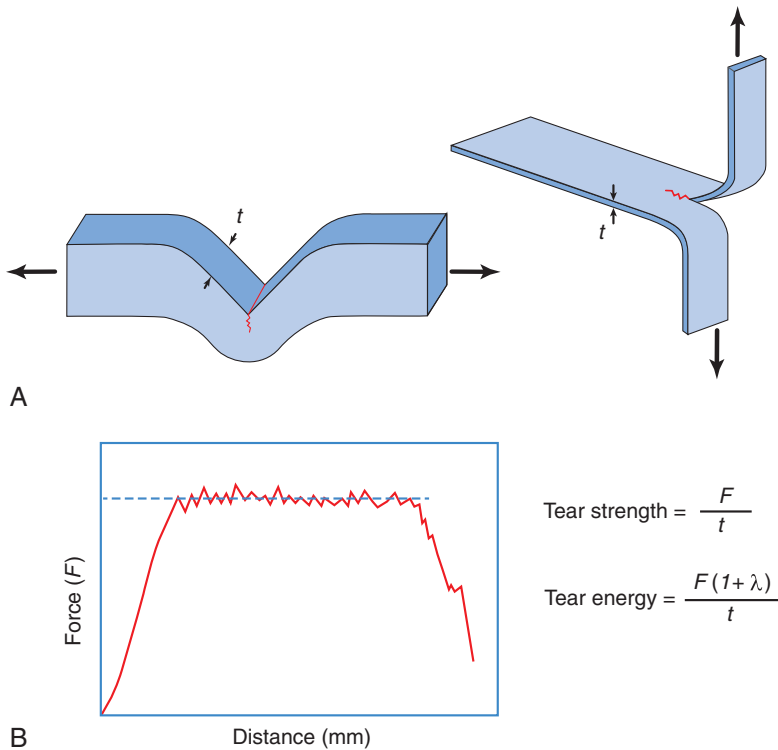 t
t
A
Force (F)
Distance (mm)
B
Tear strength = F / t
Tear energy = F (1+ λ) / t